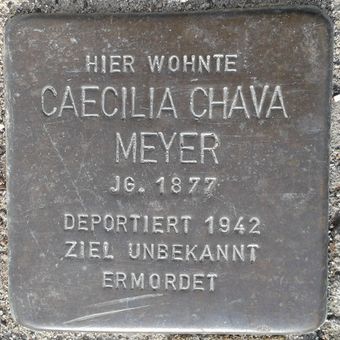 HIER WOHNTE
CAECILIA CHAVA
MEYER
JG. 1877
DEPORTIERT 1942
ZIEL UNBEKANNT
ERMORDET